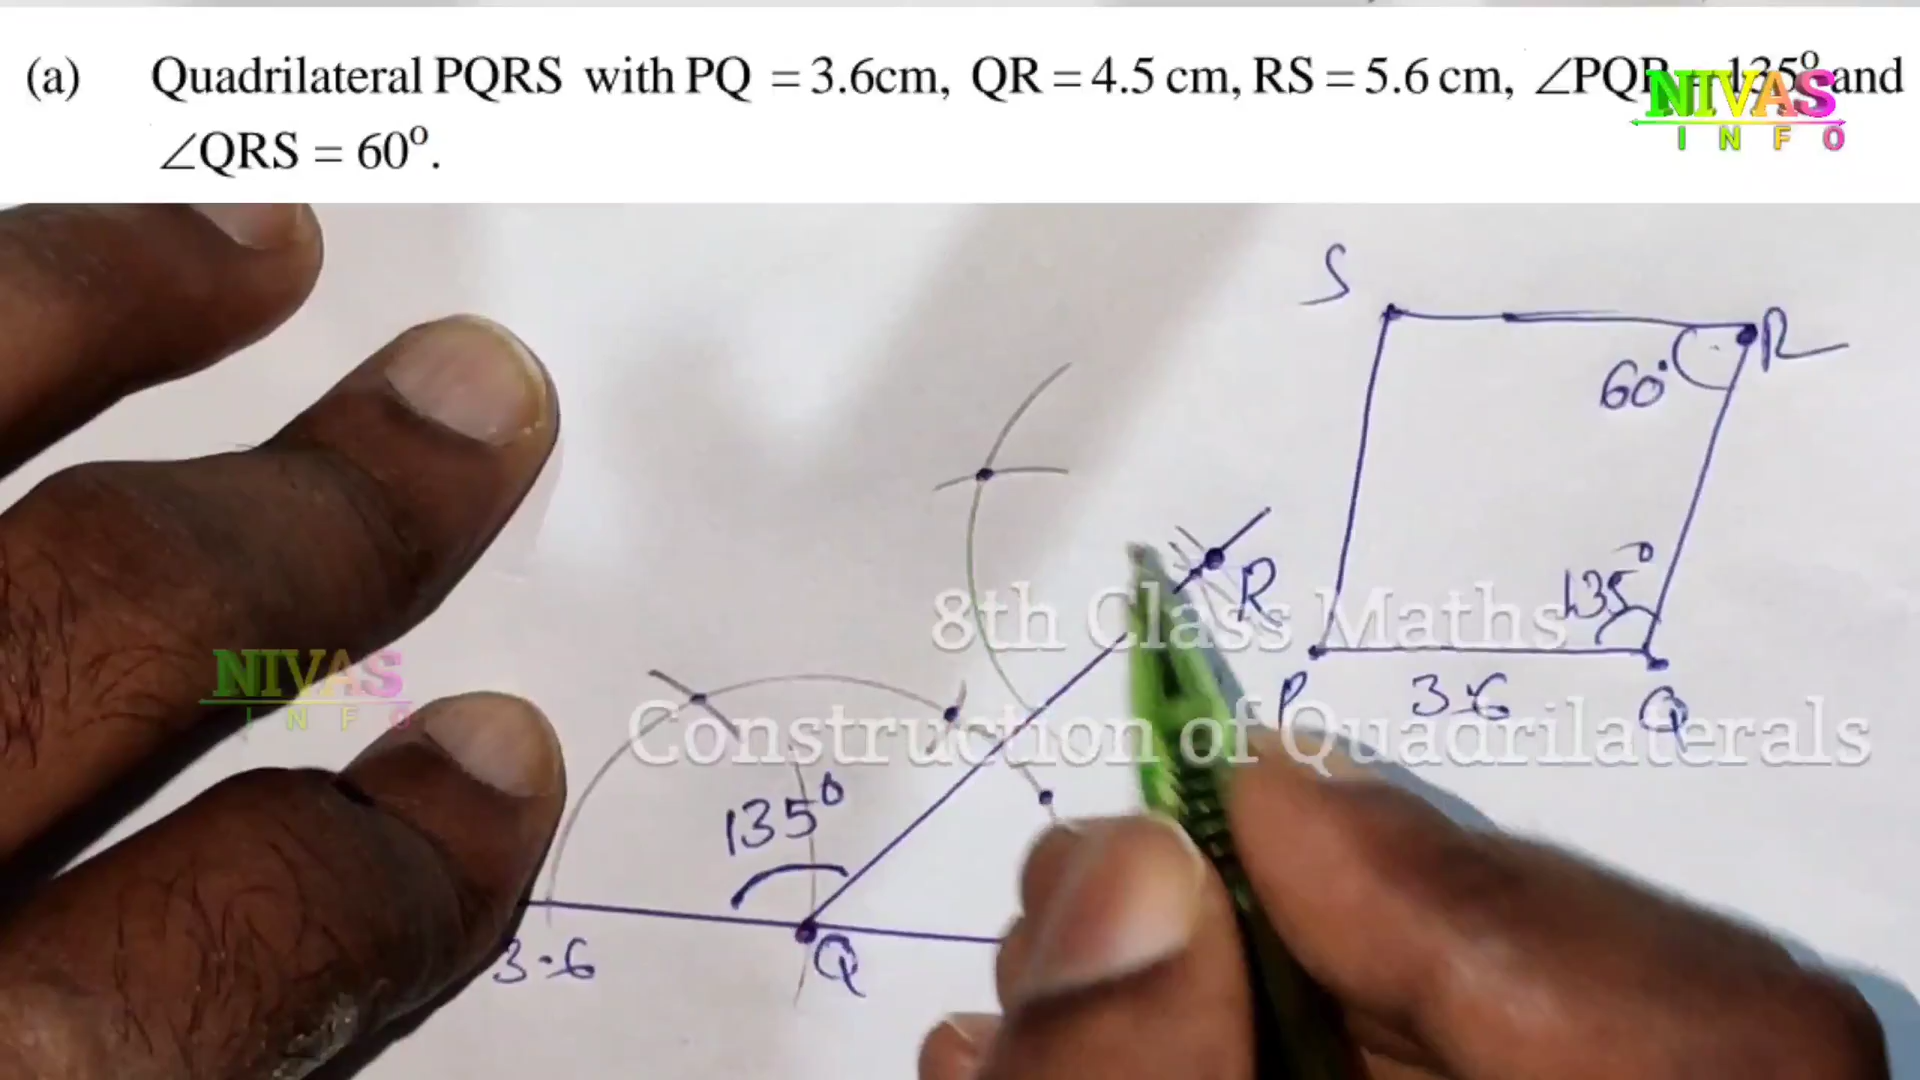 (a) Quadrilateral PQRS with PQ = 3.6cm, QR = 4.5 cm, RS = 5.6 cm, ∠PQR = 135° and
∠QRS = 60°.
NIVAS
INFO
S
R
60°
135°
P
3.6
Q
R
8th Class Maths
Construction of Quadrilaterals
NIVAS
INFO
135°
3.6
Q